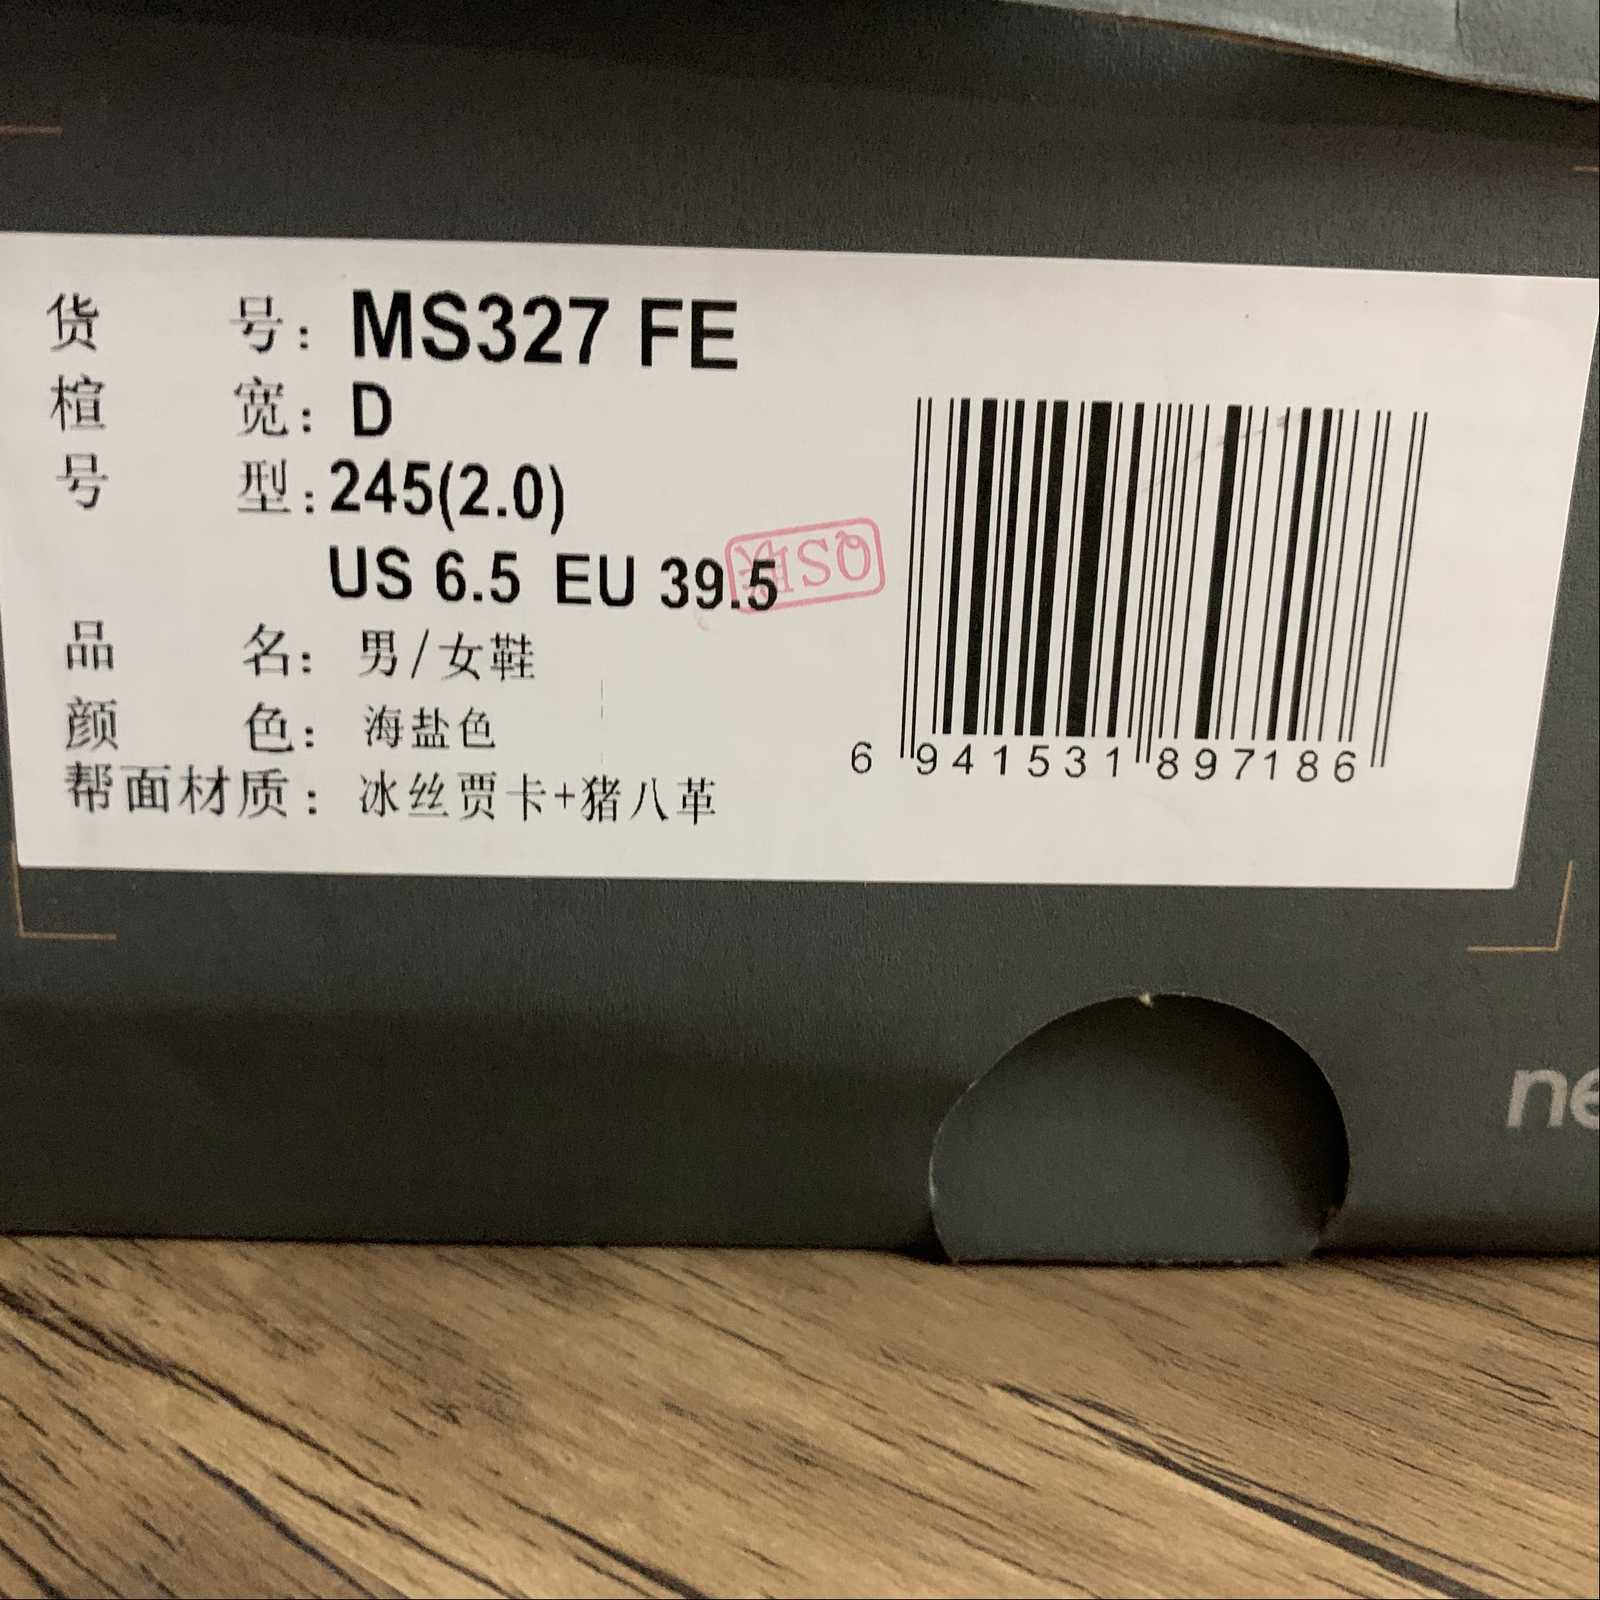 货 号: MS327 FE
楦 宽: D
号 型: 245(2.0)
US 6.5 EU 39.5
品 名: 男/女鞋
颜 色: 海盐色
帮面材质: 冰丝贾卡+猪八革
6 941531 897186
ne